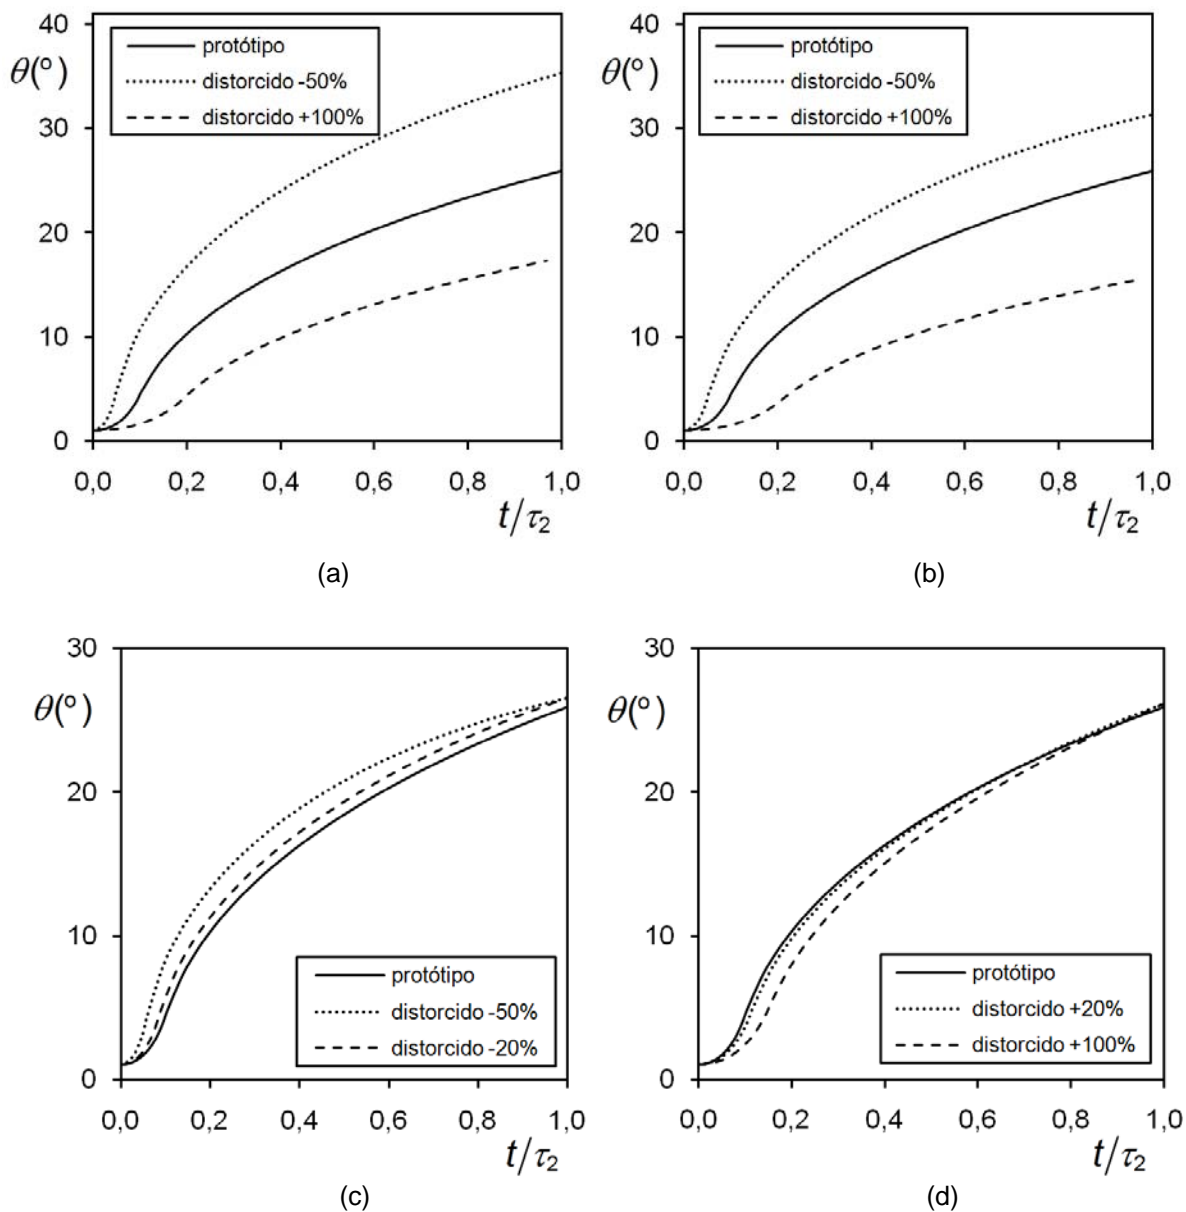 40
θ(°)
30
20
10
0
protótipo
distorcido -50%
distorcido +100%
0,0 0,2 0,4 0,6 0,8 1,0
t/τ2
(a)
40
θ(°)
30
20
10
0
protótipo
distorcido -50%
distorcido +100%
0,0 0,2 0,4 0,6 0,8 1,0
t/τ2
(b)
30
θ(°)
20
10
0
protótipo
distorcido -50%
distorcido -20%
0,0 0,2 0,4 0,6 0,8 1,0
t/τ2
(c)
30
θ(°)
20
10
0
protótipo
distorcido +20%
distorcido +100%
0,0 0,2 0,4 0,6 0,8 1,0
t/τ2
(d)